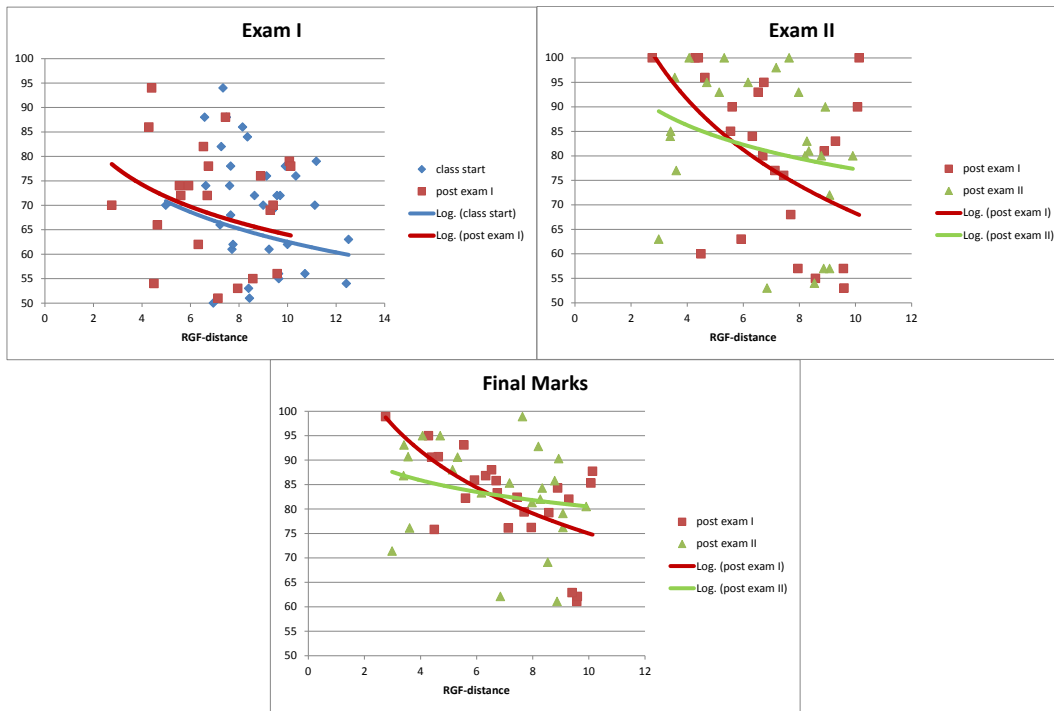 Exam I
100
95
90
85
80
75
70
65
60
55
50
0 2 4 6 8 10 12 14
RGF-distance
class start
post exam I
Log. (class start)
Log. (post exam I)
Exam II
100
95
90
85
80
75
70
65
60
55
50
0 2 4 6 8 10 12
RGF-distance
post exam I
post exam II
Log. (post exam I)
Log. (post exam II)
Final Marks
100
95
90
85
80
75
70
65
60
55
50
0 2 4 6 8 10 12
RGF-distance
post exam I
post exam II
Log. (post exam I)
Log. (post exam II)